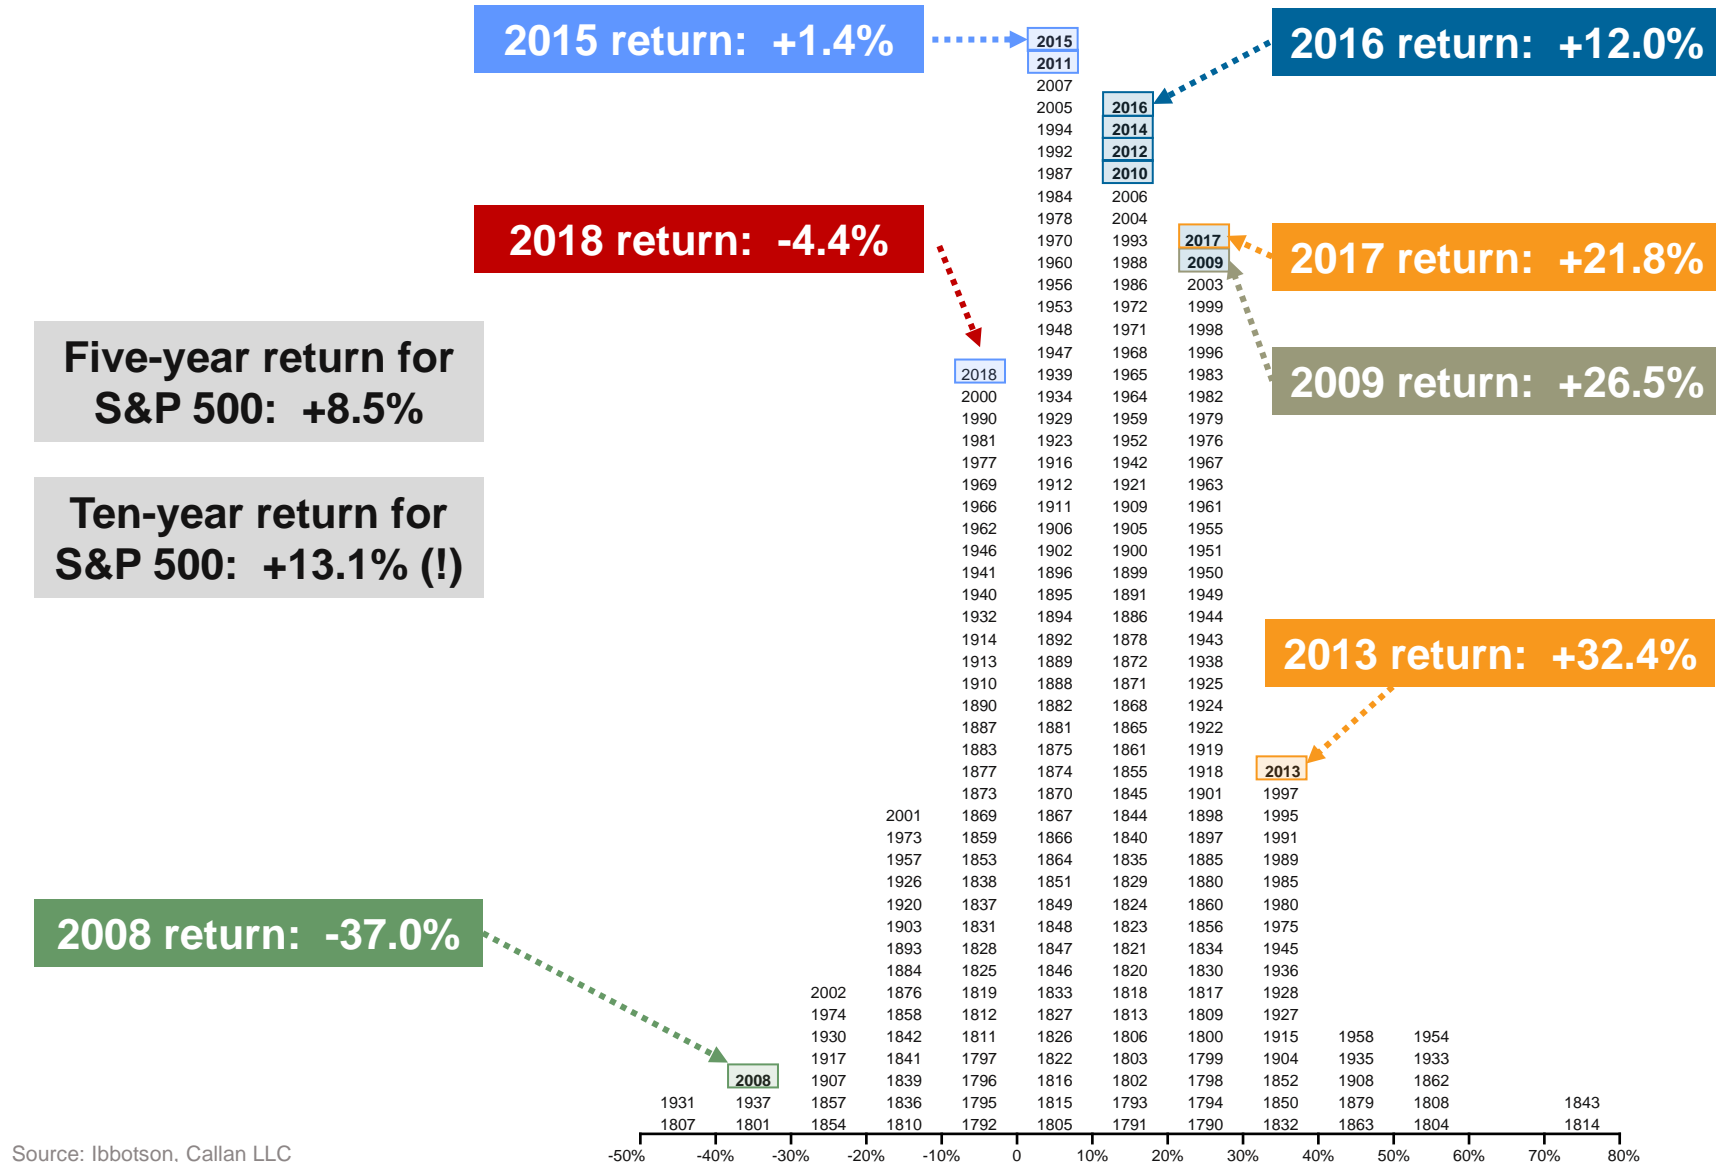 2015 return: +1.4%
2015
2016 return: +12.0%
2011
2007
2005 2016
1994 2014
1992 2012
1987 2010
1984 2006
2018 return: -4.4%
1978 2004
1970 1993 2017
2017 return: +21.8%
1960 1988 2009
1956 1986 2003
1953 1972 1999
1948 1971 1998
Five-year return for
S&P 500: +8.5%
1947 1968 1996
2018 1939 1965 1983
2009 return: +26.5%
2000 1934 1964 1982
1990 1929 1959 1979
1981 1923 1952 1976
1977 1916 1942 1967
1969 1912 1921 1963
Ten-year return for
S&P 500: +13.1% (!)
1966 1911 1909 1961
1962 1906 1905 1955
1946 1902 1900 1951
1941 1896 1899 1950
1940 1895 1891 1949
1932 1894 1886 1944
1914 1892 1878 1943
2013 return: +32.4%
1913 1889 1872 1938
1910 1888 1871 1925
1890 1882 1868 1924
1887 1881 1865 1922
1883 1875 1861 1919
1877 1874 1855 1918 2013
1873 1870 1845 1901 1997
2001 1869 1867 1844 1898 1995
1973 1859 1866 1840 1897 1991
1957 1853 1864 1835 1885 1989
1926 1838 1851 1829 1880 1985
1920 1837 1849 1824 1860 1980
2008 return: -37.0%
1903 1831 1848 1823 1856 1975
1893 1828 1847 1821 1834 1945
1884 1825 1846 1820 1830 1936
2002 1876 1819 1833 1818 1817 1928
1974 1858 1812 1827 1813 1809 1927
1930 1842 1811 1826 1806 1800 1915 1958 1954
1917 1841 1797 1822 1803 1799 1904 1935 1933
2008 1907 1839 1796 1816 1802 1798 1852 1908 1862
1931 1937 1857 1836 1795 1815 1793 1794 1850 1879 1808 1843
1807 1801 1854 1810 1792 1805 1791 1790 1832 1863 1804 1814
-50% -40% -30% -20% -10% 0 10% 20% 30% 40% 50% 60% 70% 80%
Source: Ibbotson, Callan LLC